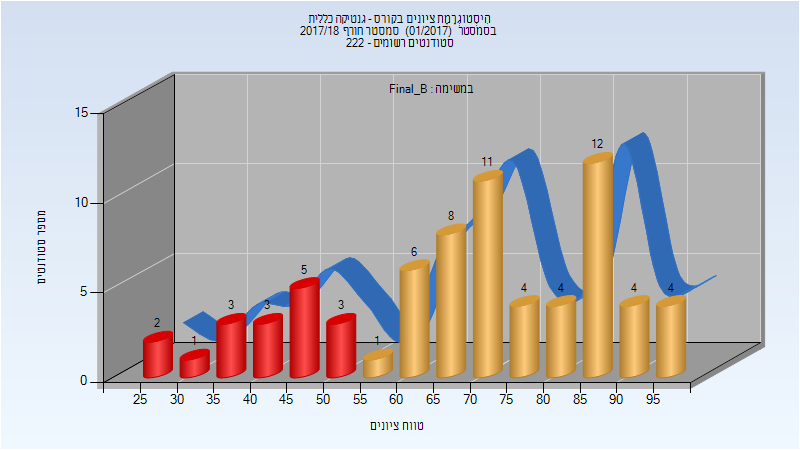 היסטוגרמת ציונים בקורס - גנטיקה כללית
בסמסטר (01/2017) סמסטר חורף 2017/18
סטודנטים רשומים - 222
במשימה : Final_B
15
10
5
0
מספר סטודנטים
2
1
3
3
5
3
1
6
8
11
4
4
12
4
4
25 30 35 40 45 50 55 60 65 70 75 80 85 90 95
טווח ציונים